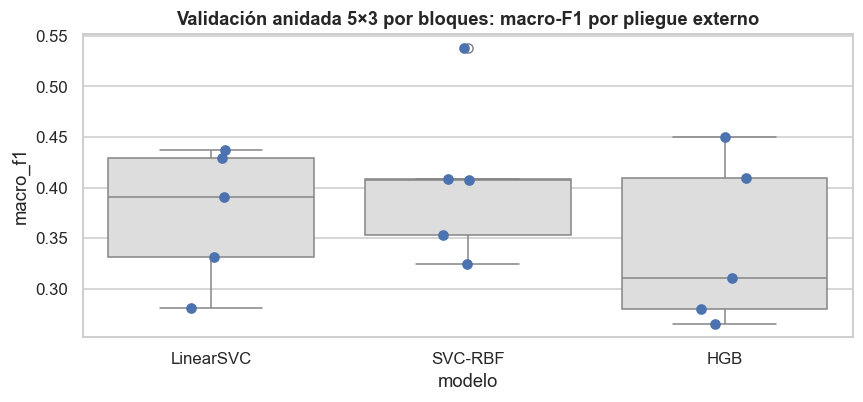 Validación anidada 5×3 por bloques: macro-F1 por pliegue externo
macro_f1
0.55
0.50
0.45
0.40
0.35
0.30
LinearSVC
SVC-RBF
HGB
modelo